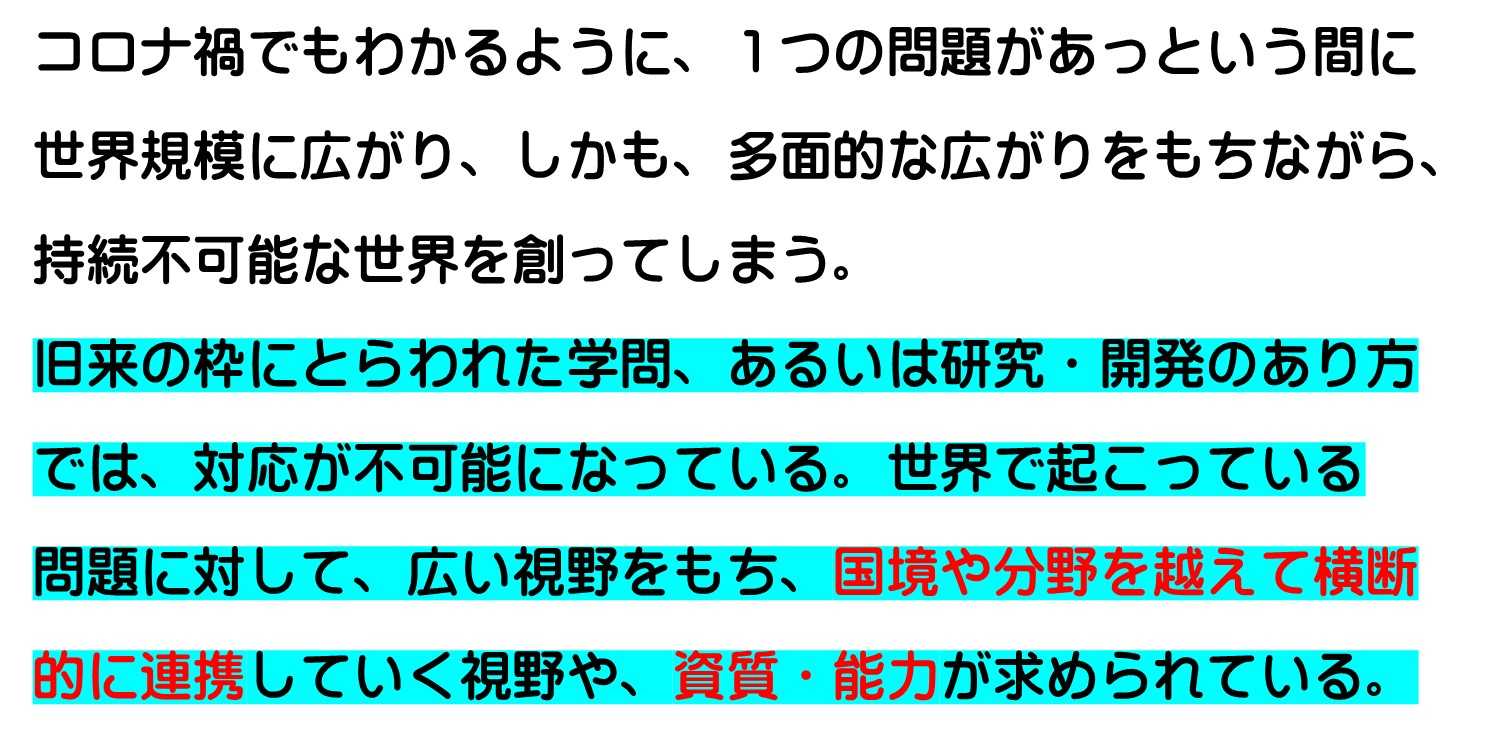 コロナ禍でもわかるように、１つの問題があっという間に
世界規模に広がり、しかも、多面的な広がりをもちながら、
持続不可能な世界を創ってしまう。
旧来の枠にとらわれた学問、あるいは研究・開発のあり方
では、対応が不可能になっている。世界で起こっている
問題に対して、広い視野をもち、国境や分野を越えて横断
的に連携していく視野や、資質・能力が求められている。